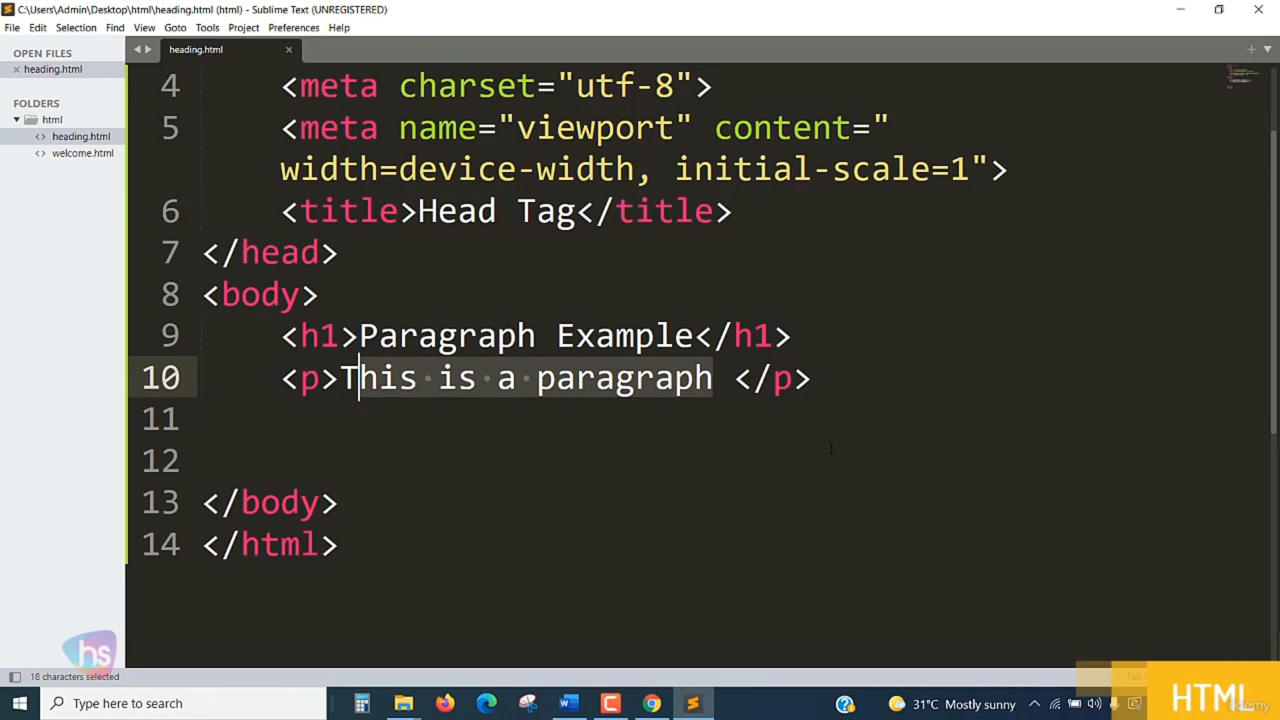 C:\Users\Admin\Desktop\html\heading.html (html) - Sublime Text (UNREGISTERED)
File Edit Selection Find View Goto Tools Project Preferences Help
OPEN FILES
heading.html
FOLDERS
html
heading.html
welcome.html
heading.html
4 <meta charset="utf-8">
5 <meta name="viewport" content="
width=device-width, initial-scale=1">
6 <title>Head Tag</title>
7 </head>
8 <body>
9 <h1>Paragraph Example</h1>
10 <p>This is a paragraph </p>
11
12
13 </body>
14 </html>
hs
18 characters selected
Type here to search
31°C Mostly sunny
HTML
Udemy